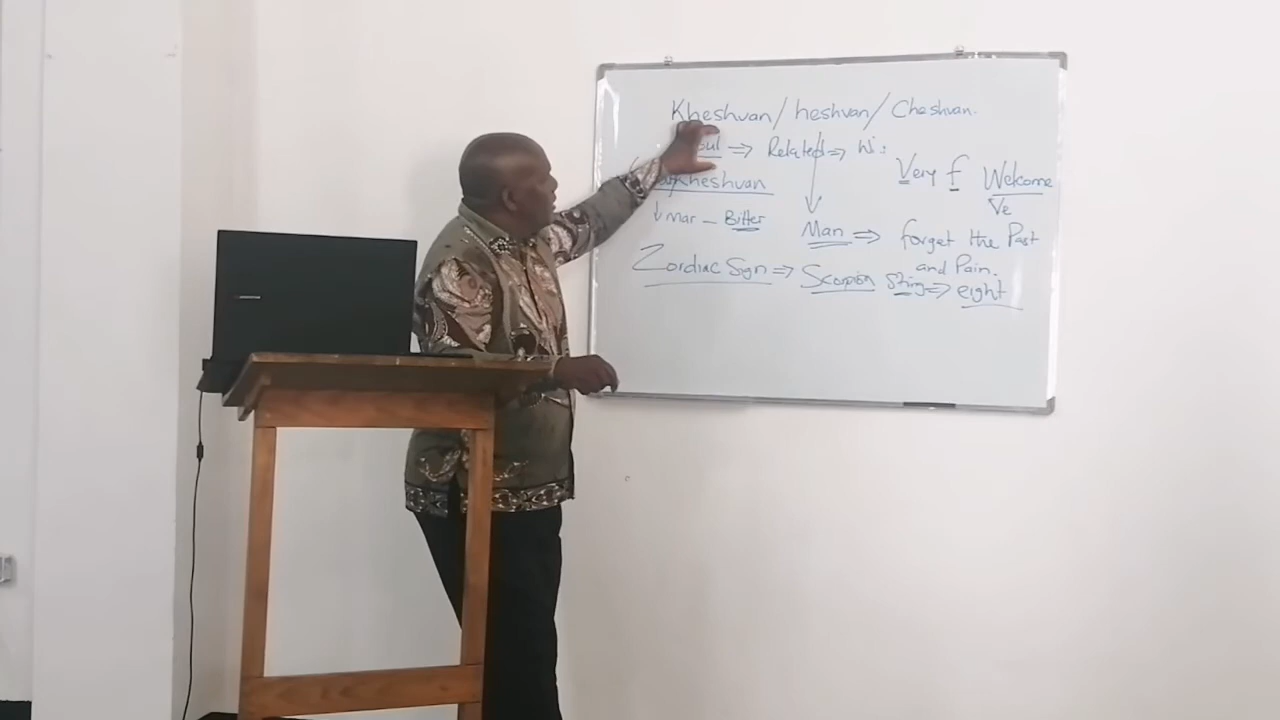 Kheshvan / heshvan / Cheshvan.
⇒ Related ⇒
Very f Welcome
Kheshvan
Ve
↓ Mar - Bitter
Man ⇒ forget the Past
and Pain.
Zordiac Sign ⇒ Scorpion Sting ⇒ eight